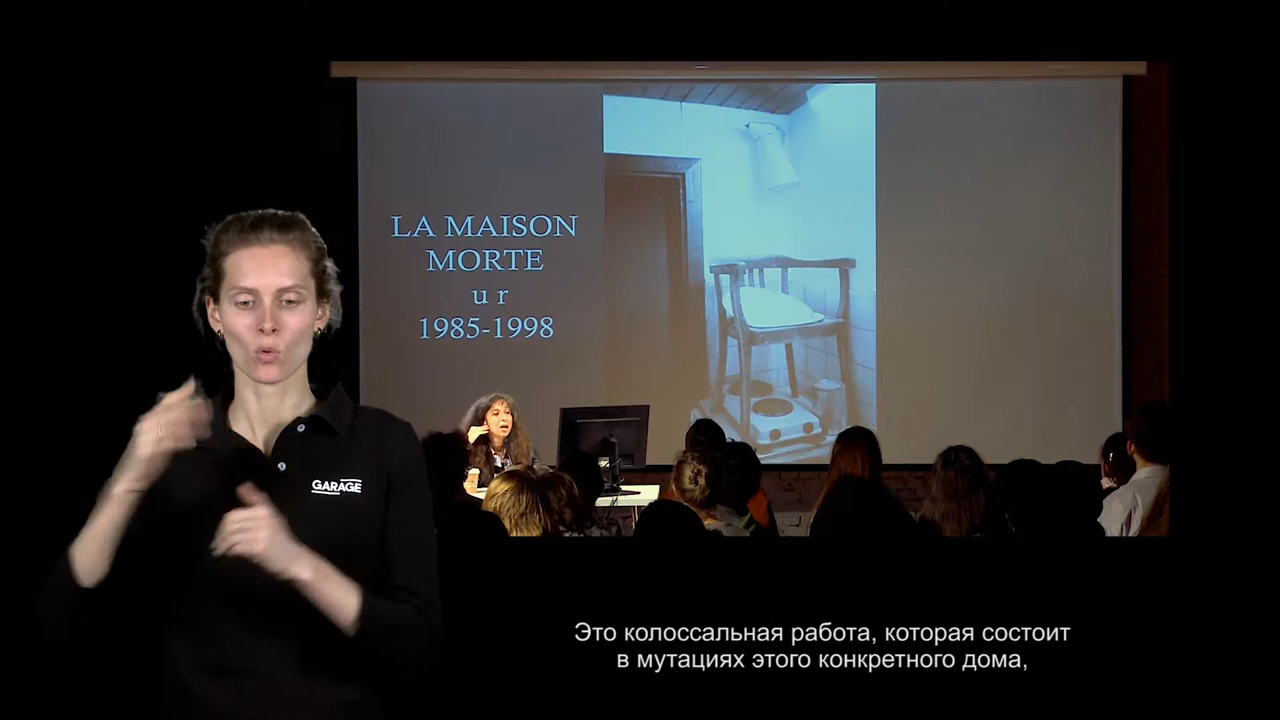 LA MAISON
MORTE
u r
1985-1998
GARAGE
Это колоссальная работа, которая состоит
в мутациях этого конкретного дома,